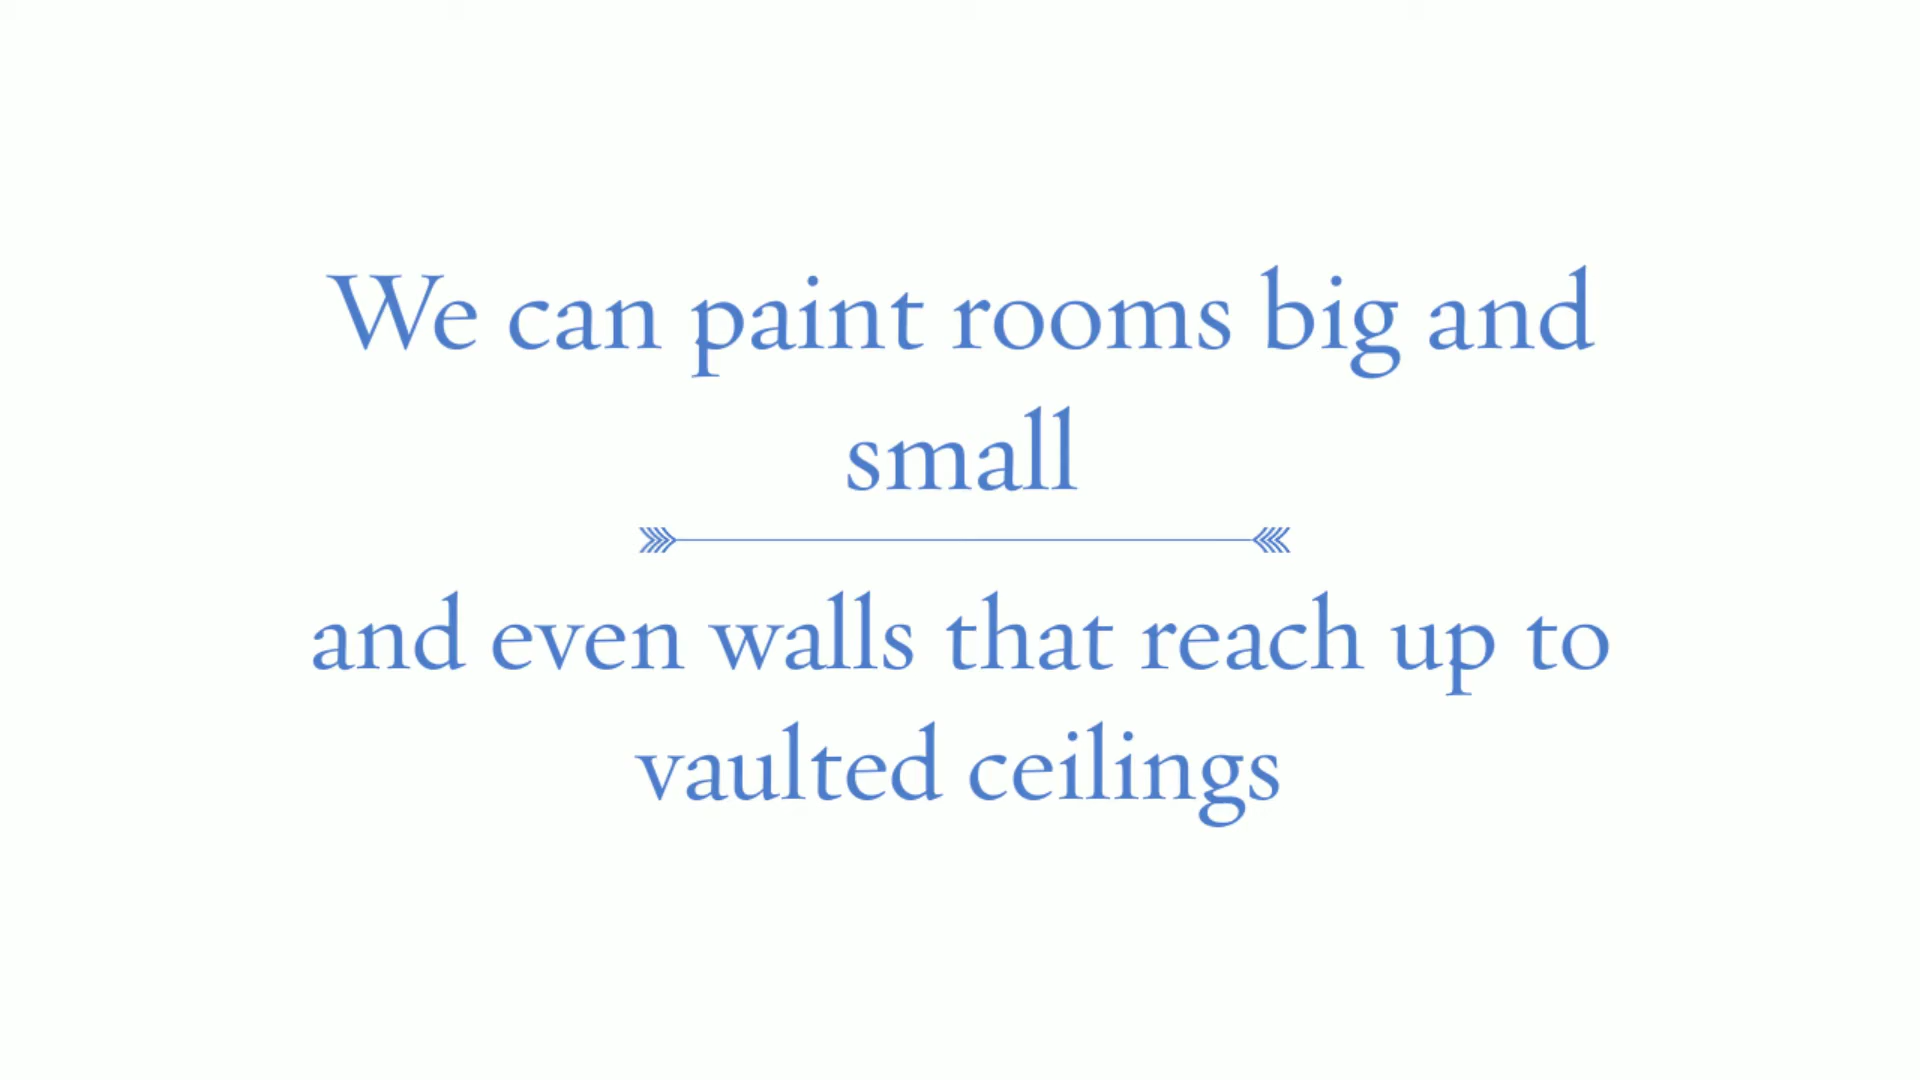 We can paint rooms big and
small
and even walls that reach up to
vaulted ceilings